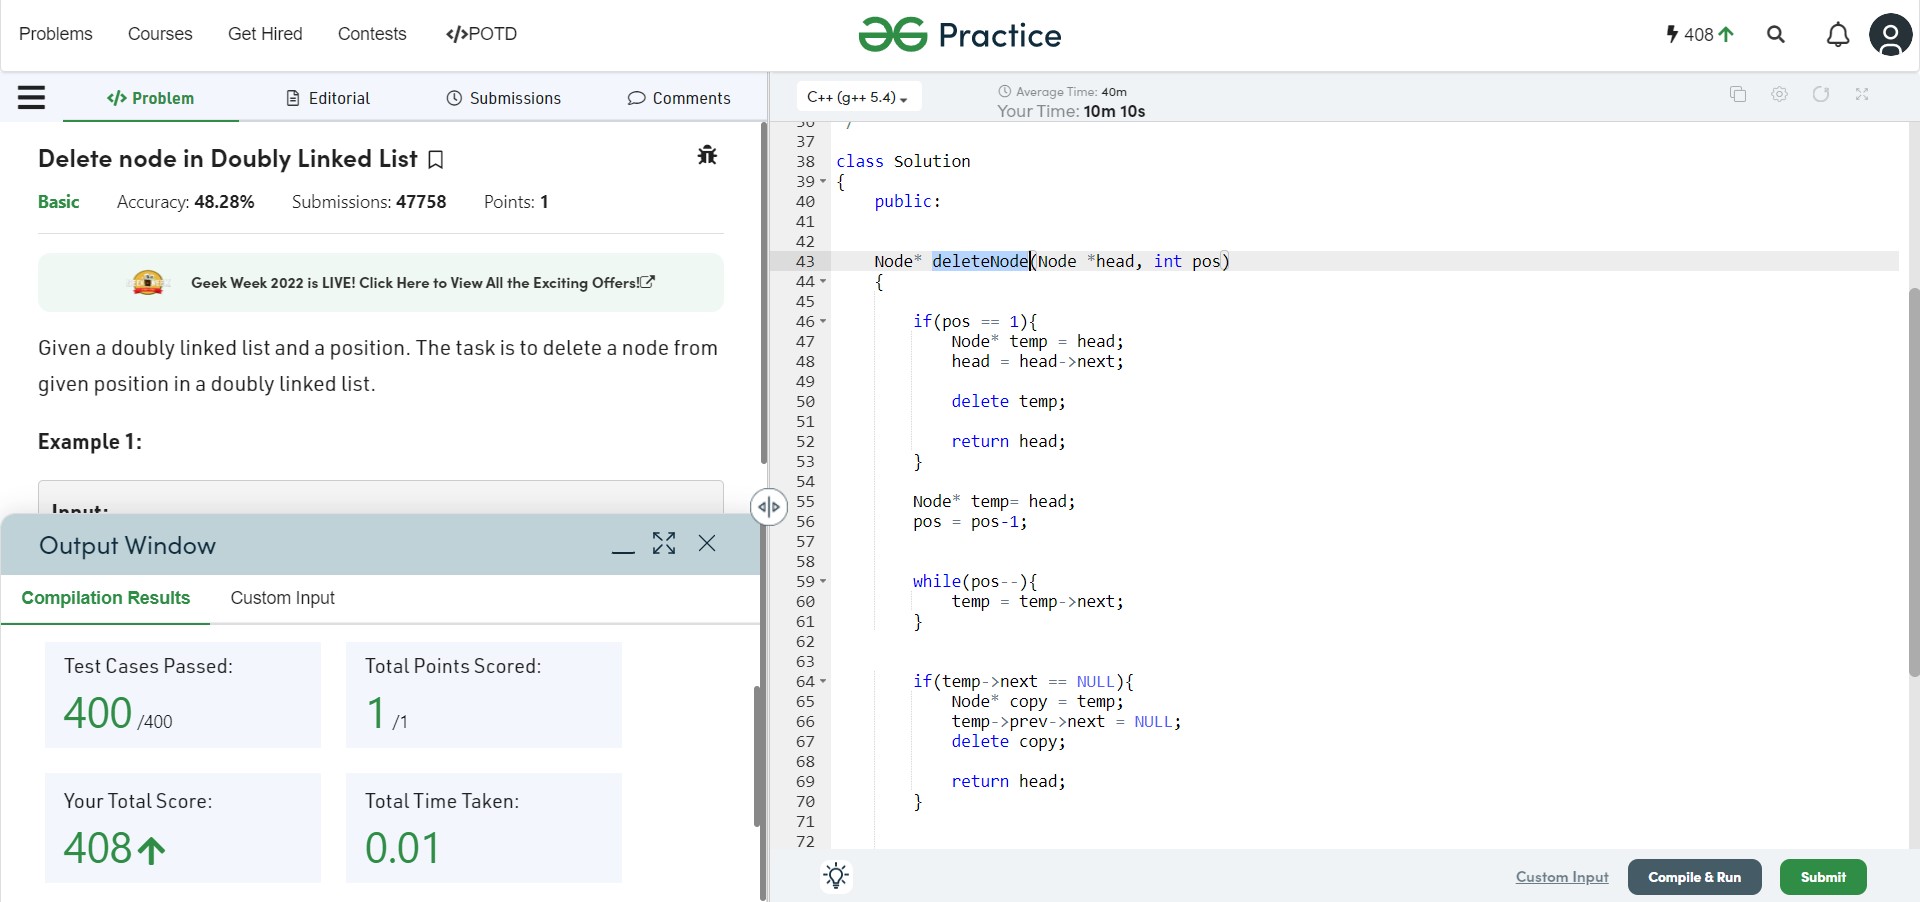 Problems Courses Get Hired Contests </>POTD
Practice
408
Problem Editorial Submissions Comments
Delete node in Doubly Linked List
Basic Accuracy: 48.28% Submissions: 47758 Points: 1
Geek Week 2022 is LIVE! Click Here to View All the Exciting Offers!
Given a doubly linked list and a position. The task is to delete a node from
given position in a doubly linked list.
Example 1:
Input:
Output Window
Compilation Results Custom Input
Test Cases Passed:
400 /400
Total Points Scored:
1 /1
Your Total Score:
408
Total Time Taken:
0.01
C++ (g++ 5.4)
Average Time: 40m
Your Time: 10m 10s
36 /
37
38 class Solution
39 {
40 public:
41
42
43 Node* deleteNode(Node *head, int pos)
44 {
45
46 if(pos == 1){
47 Node* temp = head;
48 head = head->next;
49
50 delete temp;
51
52 return head;
53 }
54
55 Node* temp= head;
56 pos = pos-1;
57
58
59 while(pos--){
60 temp = temp->next;
61 }
62
63
64 if(temp->next == NULL){
65 Node* copy = temp;
66 temp->prev->next = NULL;
67 delete copy;
68
69 return head;
70 }
71
72
Custom Input Compile & Run Submit